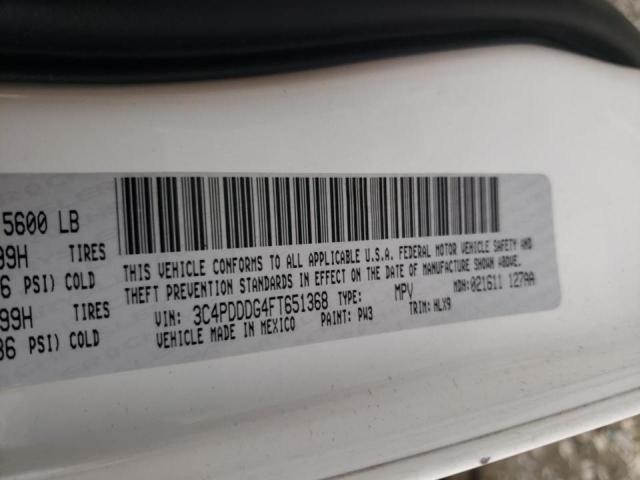 5600 LB
99H TIRES
6 PSI) COLD
99H TIRES
36 PSI) COLD
THIS VEHICLE CONFORMS TO ALL APPLICABLE U.S.A. FEDERAL MOTOR VEHICLE SAFETY AND
THEFT PREVENTION STANDARDS IN EFFECT ON THE DATE OF MANUFACTURE SHOWN ABOVE.
VIN: 3C4PDDDG4FT651368 TYPE: MPV MDH: 021611 127AA
VEHICLE MADE IN MEXICO PAINT: PW3 TRIM: HLX9